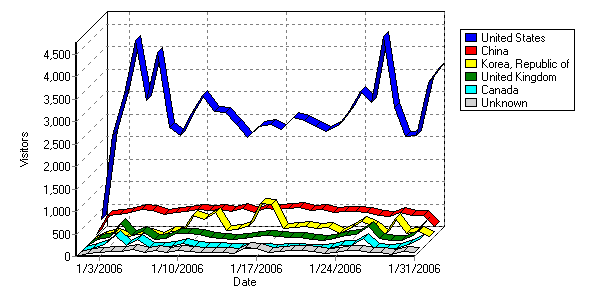 4,500
4,000
3,500
3,000
2,500
2,000
1,500
1,000
500
0
Visitors
1/3/2006 1/10/2006 1/17/2006 1/24/2006 1/31/2006
Date
United States
China
Korea, Republic of
United Kingdom
Canada
Unknown